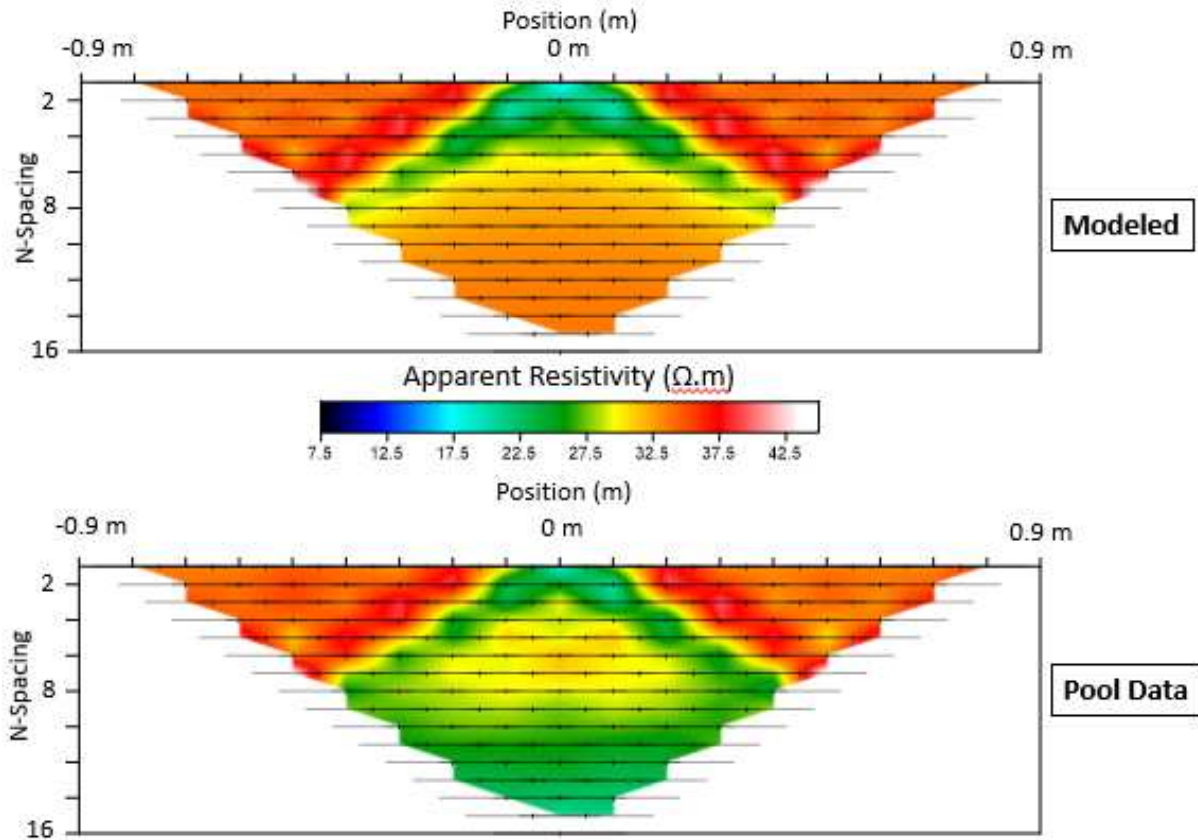 Position (m)
-0.9 m 0 m 0.9 m
2
8
16
N-Spacing
Modeled
Apparent Resistivity (Ω.m)
7.5 12.5 17.5 22.5 27.5 32.5 37.5 42.5
Position (m)
-0.9 m 0 m 0.9 m
2
8
16
N-Spacing
Pool Data